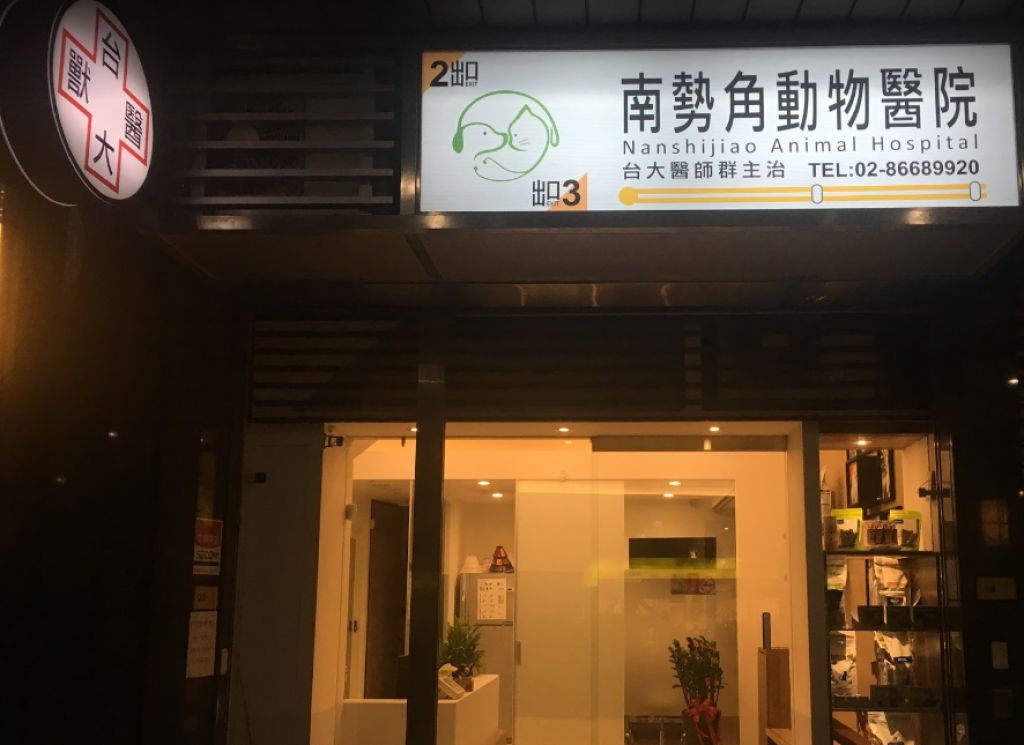 台大獸醫
2出口
EXIT
南勢角動物醫院
Nanshijiao Animal Hospital
台大醫師群主治 TEL:02-86689920
出口3
EXIT
SECOM